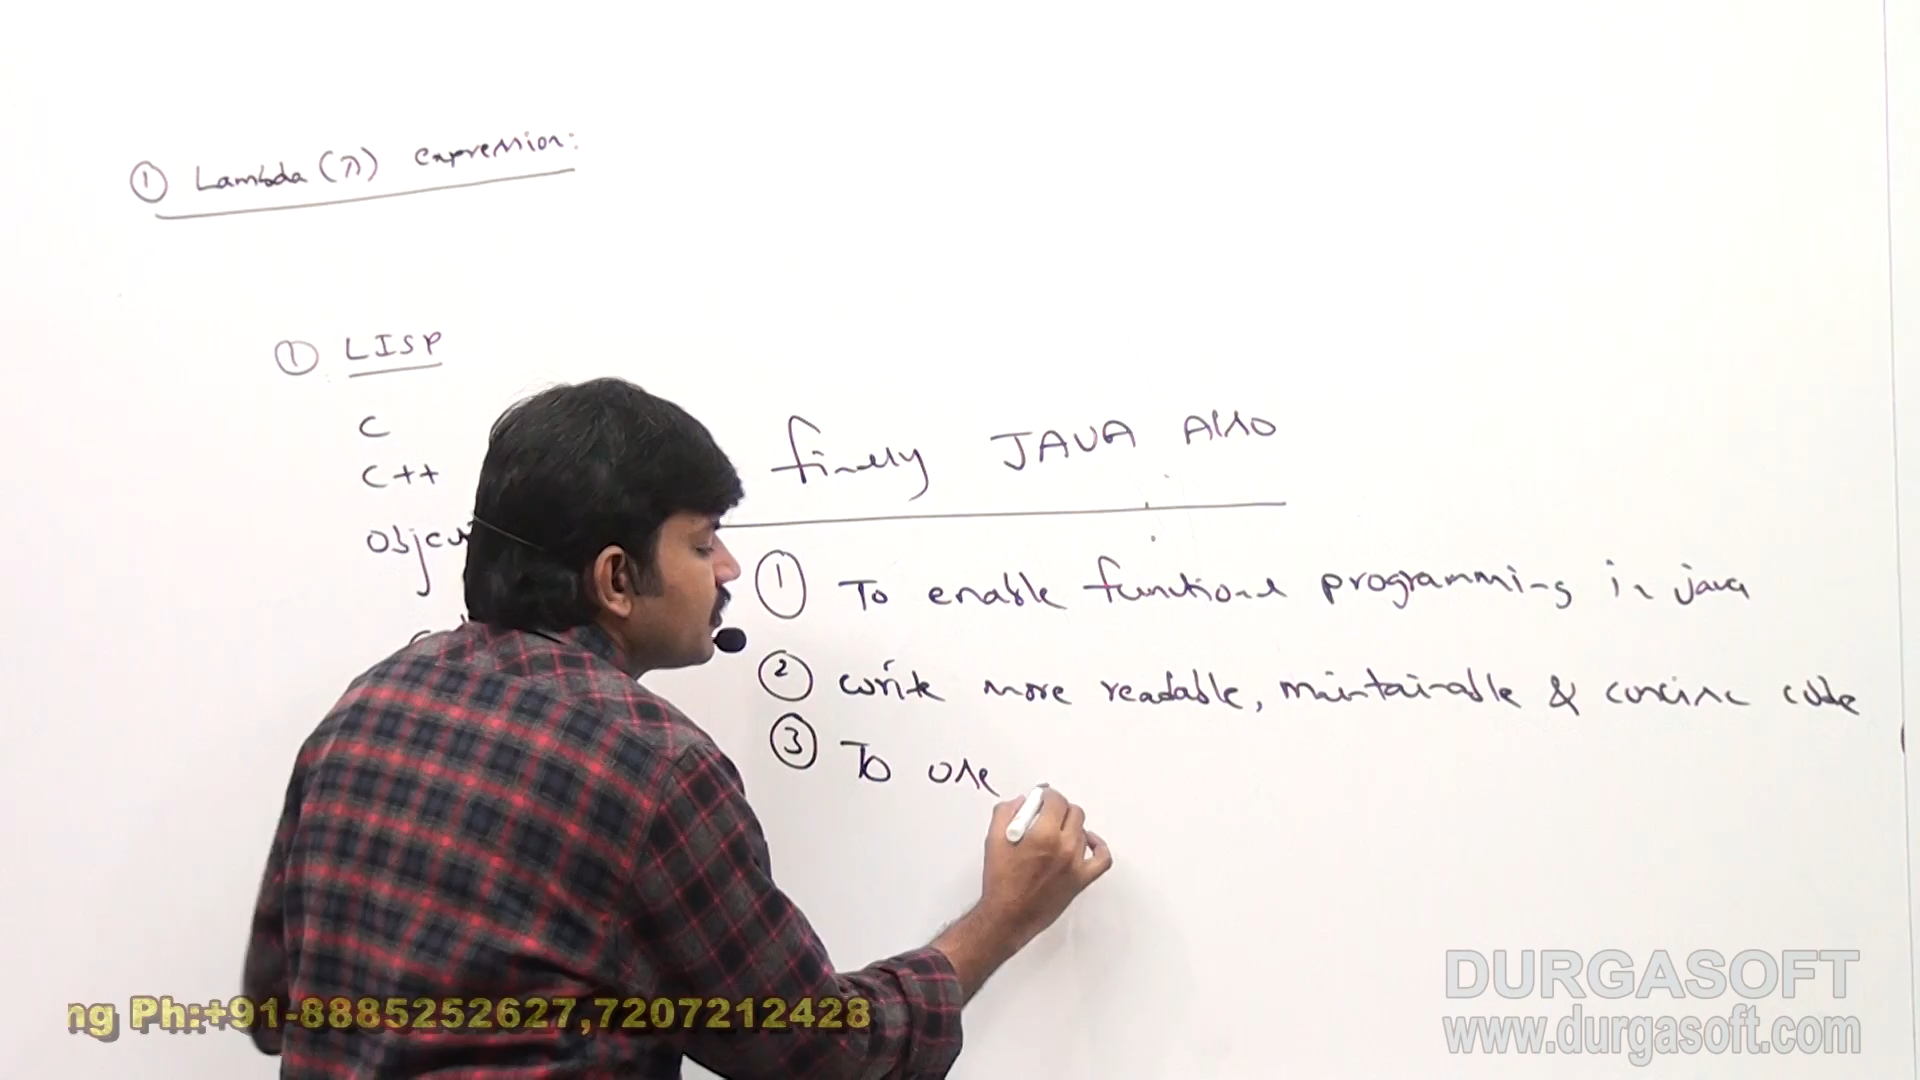 ① Lambda (λ) expression:
① LISP
C
C++
Objec
finally JAVA Also
① To enable functional programming in java
② write more readable, maintainable & concise code
③ To use
ng Ph:+91-8885252627,7207212428
DURGASOFT
www.durgasoft.com